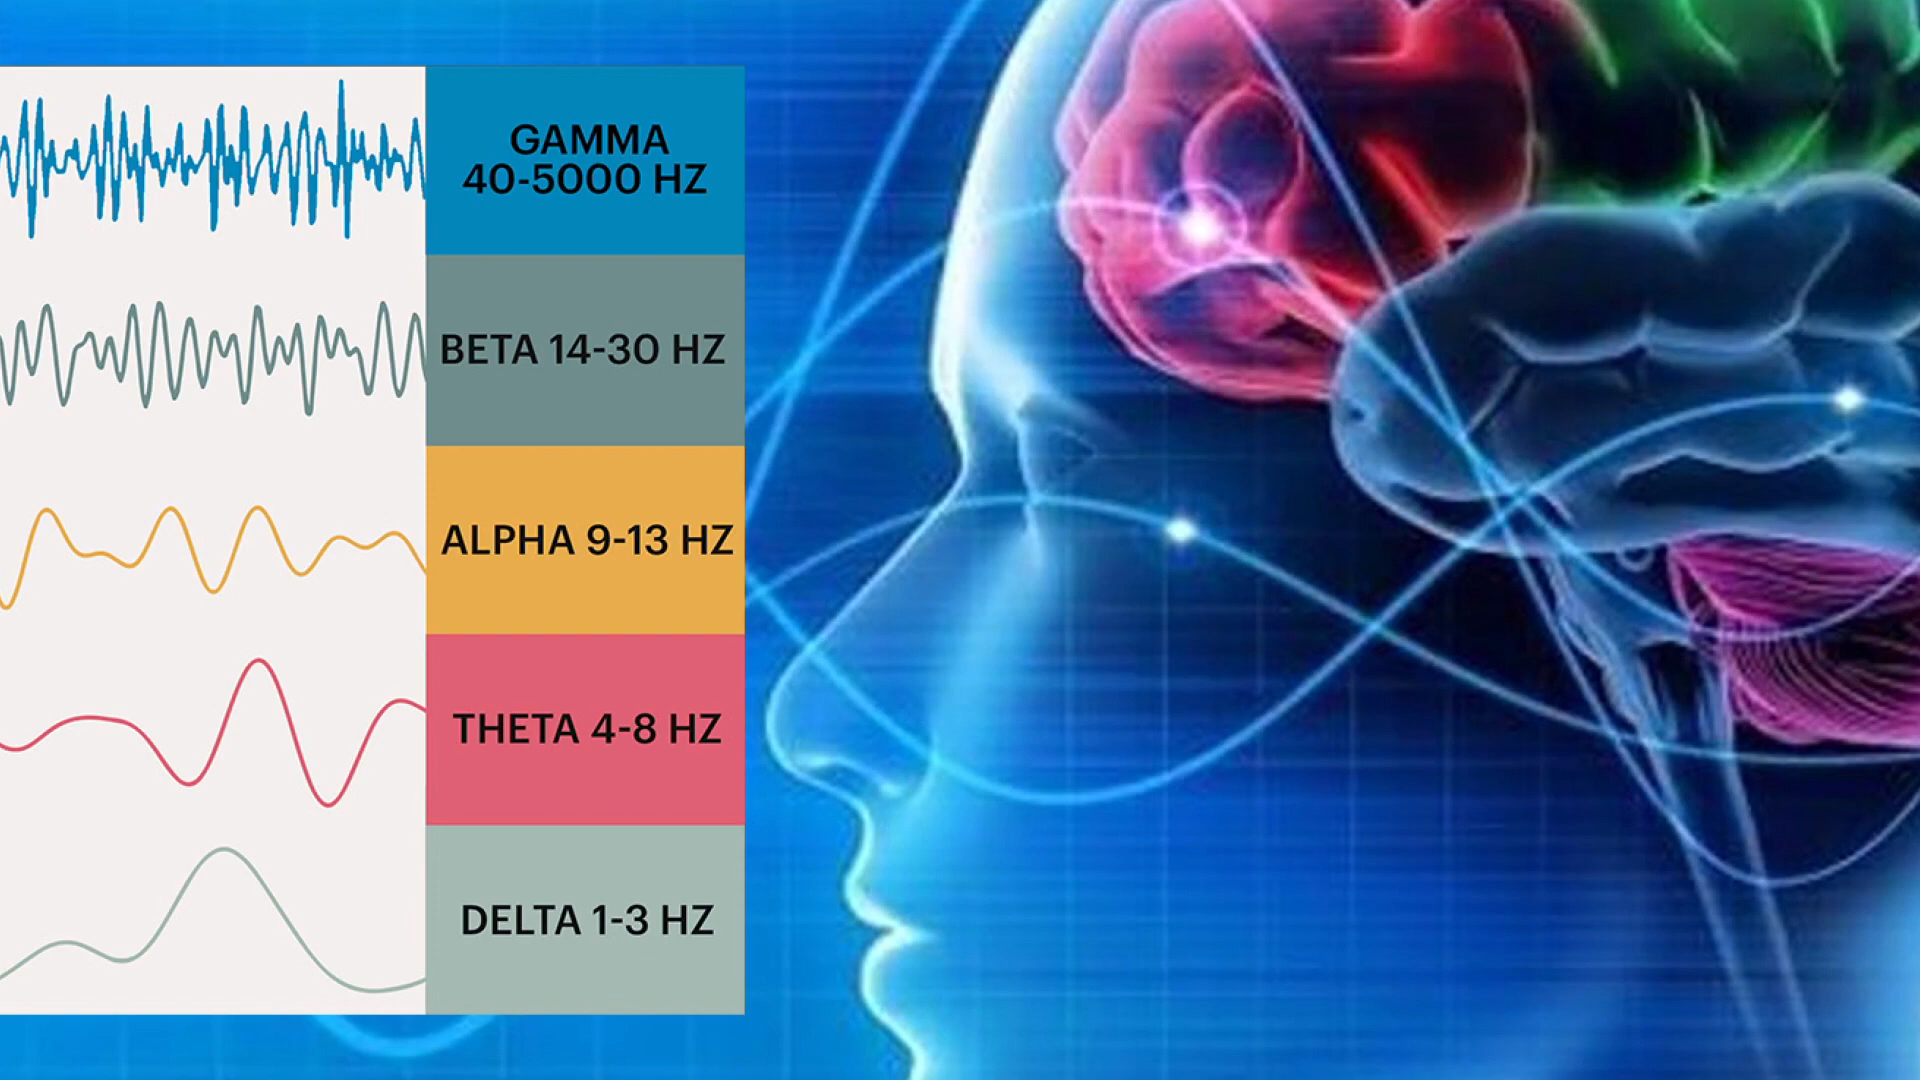 GAMMA
40-5000 HZ
BETA 14-30 HZ
ALPHA 9-13 HZ
THETA 4-8 HZ
DELTA 1-3 HZ